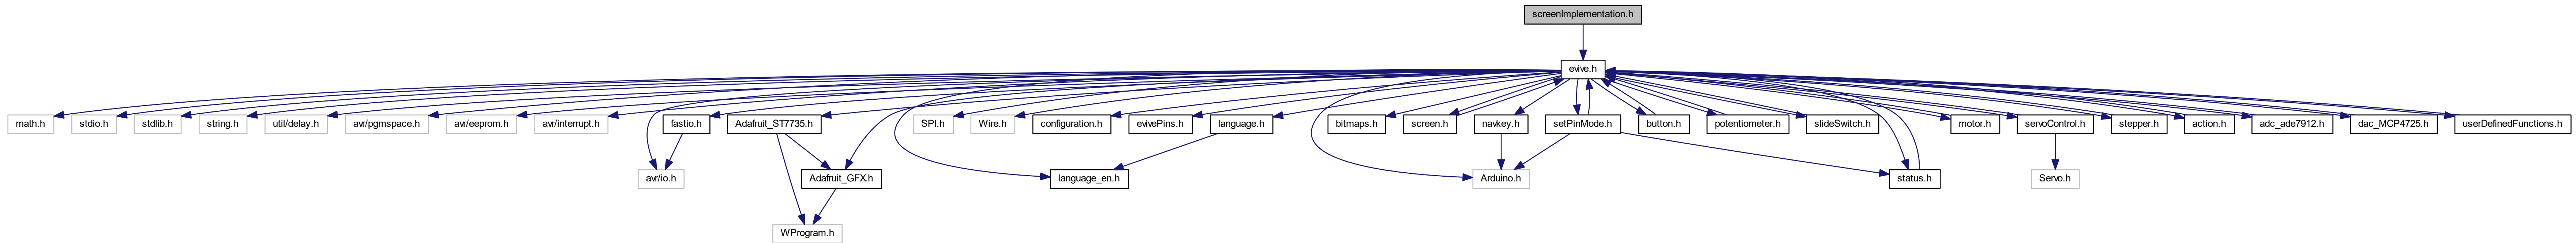 screenImplementation.h
evive.h
math.h
stdio.h
stdlib.h
string.h
util/delay.h
avr/pgmspace.h
avr/eeprom.h
avr/interrupt.h
fastio.h
Adafruit_ST7735.h
SPI.h
Wire.h
configuration.h
evivePins.h
language.h
bitmaps.h
screen.h
navkey.h
setPinMode.h
button.h
potentiometer.h
slideSwitch.h
motor.h
servoControl.h
stepper.h
action.h
adc_ade7912.h
dac_MCP4725.h
userDefinedFunctions.h
avr/io.h
Adafruit_GFX.h
language_en.h
Arduino.h
status.h
Servo.h
WProgram.h